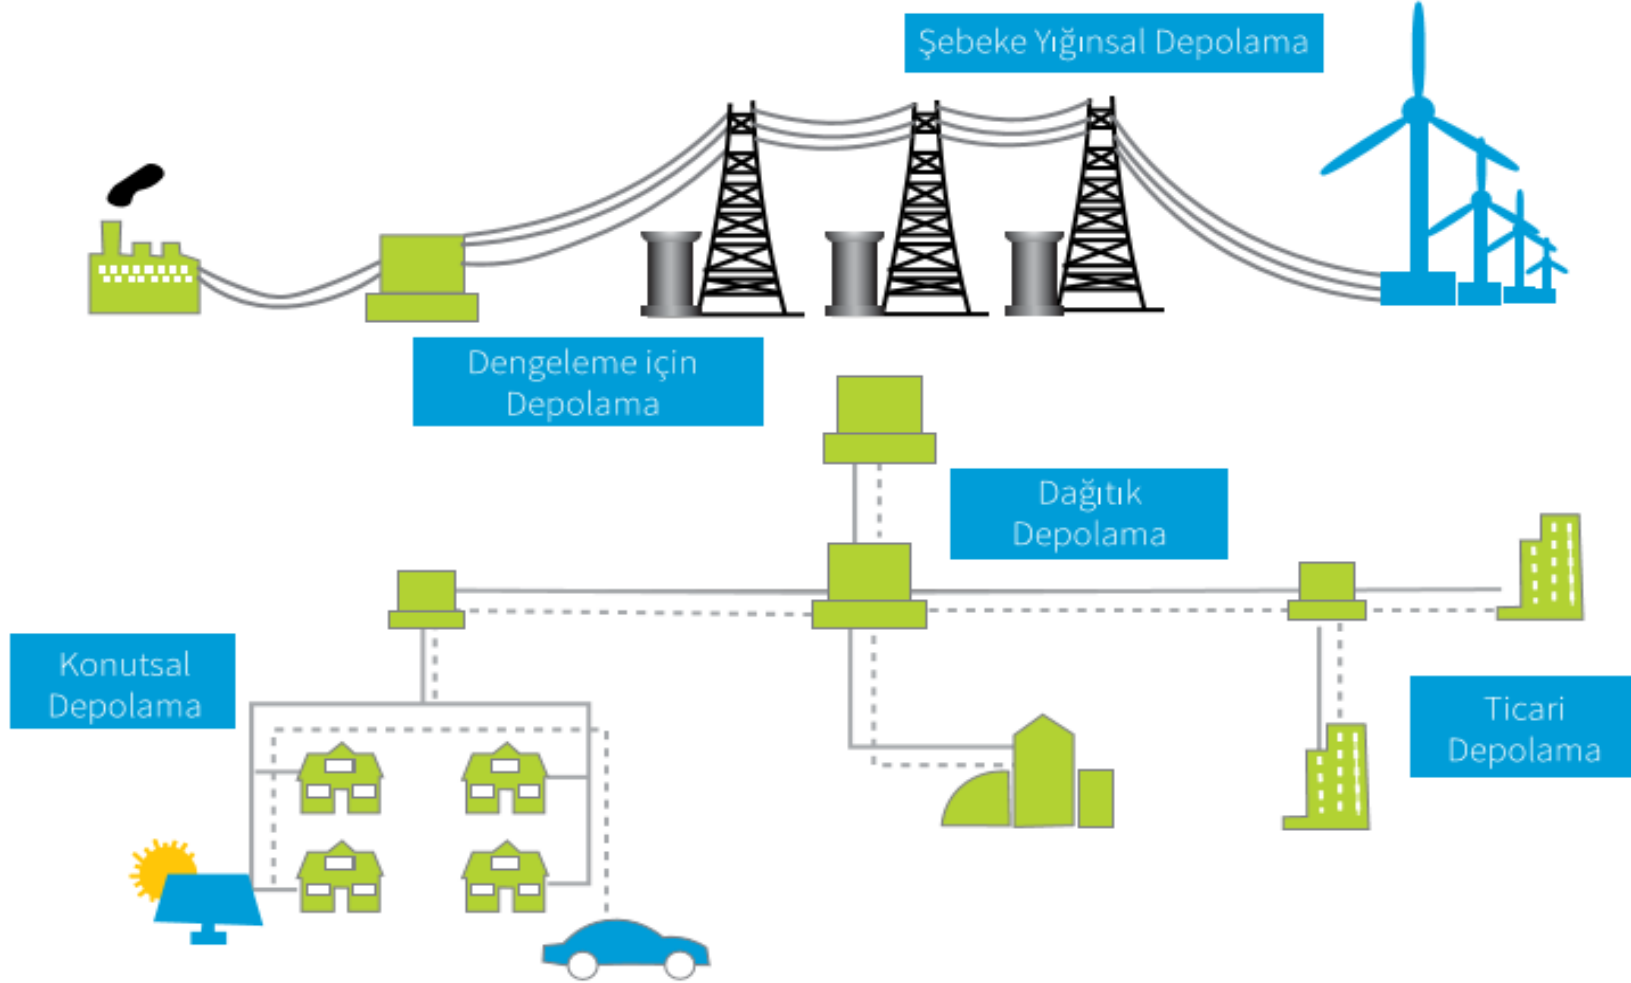 Şebeke Yığınsal Depolama
Dengeleme için
Depolama
Dağıtık
Depolama
Konutsal
Depolama
Ticari
Depolama